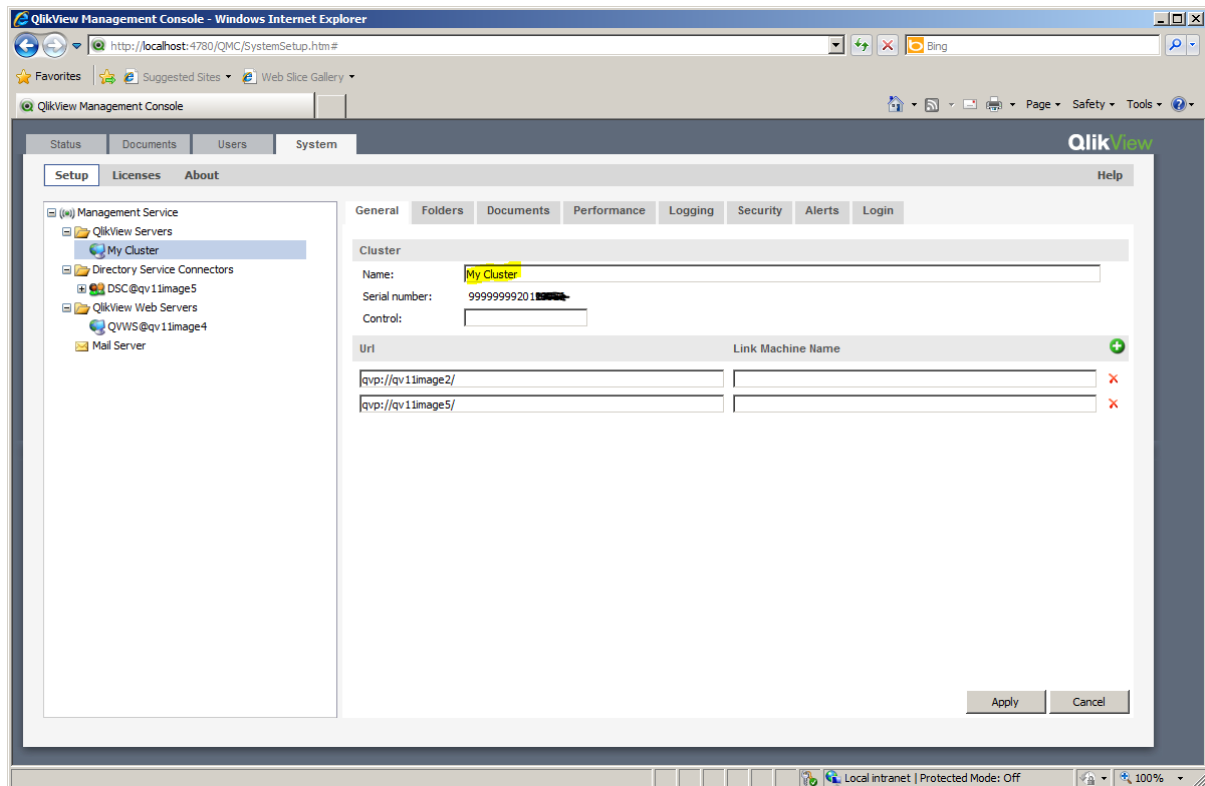 QlikView Management Console - Windows Internet Explorer
http://localhost:4780/QMC/SystemSetup.htm#
Bing
Favorites Suggested Sites Web Slice Gallery
QlikView Management Console
Page Safety Tools
Status Documents Users System
QlikView
Setup Licenses About Help
Management Service
QlikView Servers
My Cluster
Directory Service Connectors
DSC@qv11image5
QlikView Web Servers
QVWS@qv11image4
Mail Server
General Folders Documents Performance Logging Security Alerts Login
Cluster
Name: My Cluster
Serial number: 9999999201
Control:
Url Link Machine Name
qvp://qv11image2/
qvp://qv11image5/
Apply Cancel
Local intranet | Protected Mode: Off 100%